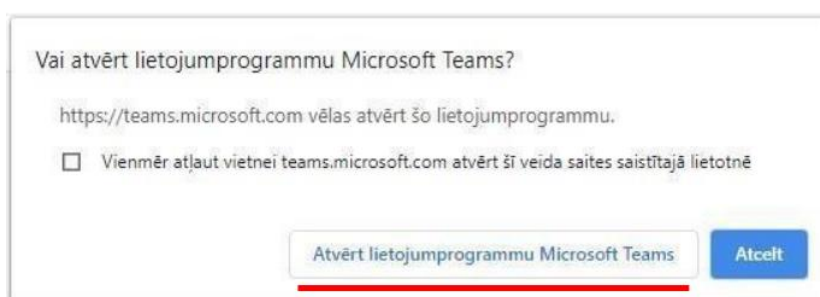 Vai atvērt lietojumprogrammu Microsoft Teams?
https://teams.microsoft.com vēlas atvērt šo lietojumprogrammu.
Vienmēr atļaut vietnei teams.microsoft.com atvērt šī veida saites saistītajā lietotnē
Atvērt lietojumprogrammu Microsoft Teams
Atcelt